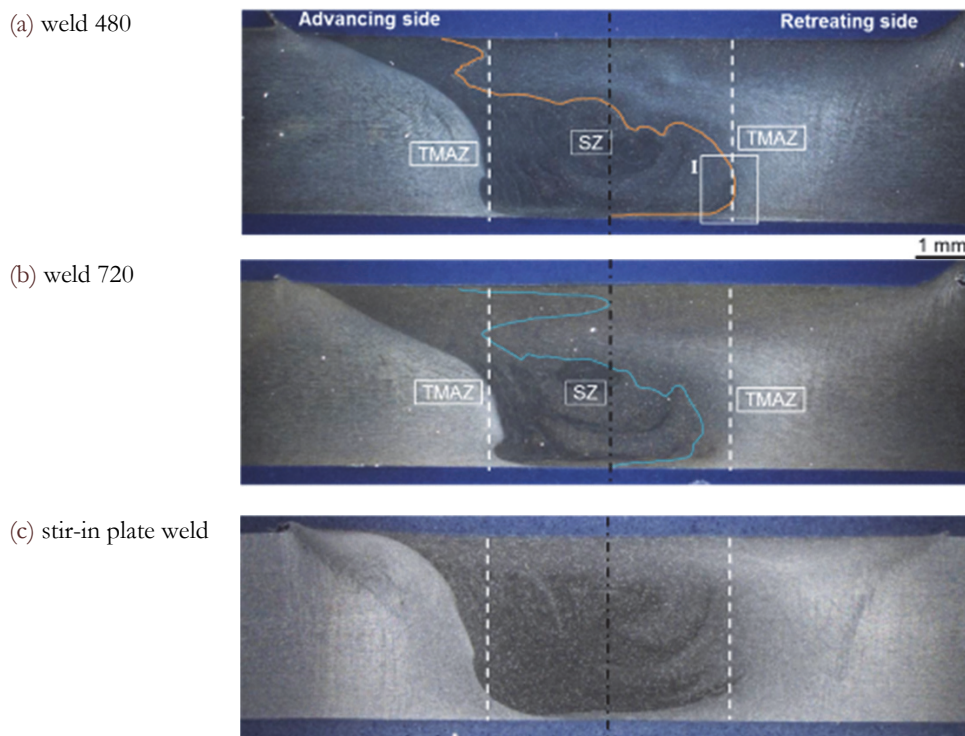 (a) weld 480
Advancing side
Retreating side
TMAZ
SZ
TMAZ
I
1 mm
(b) weld 720
TMAZ
SZ
TMAZ
(c) stir-in plate weld